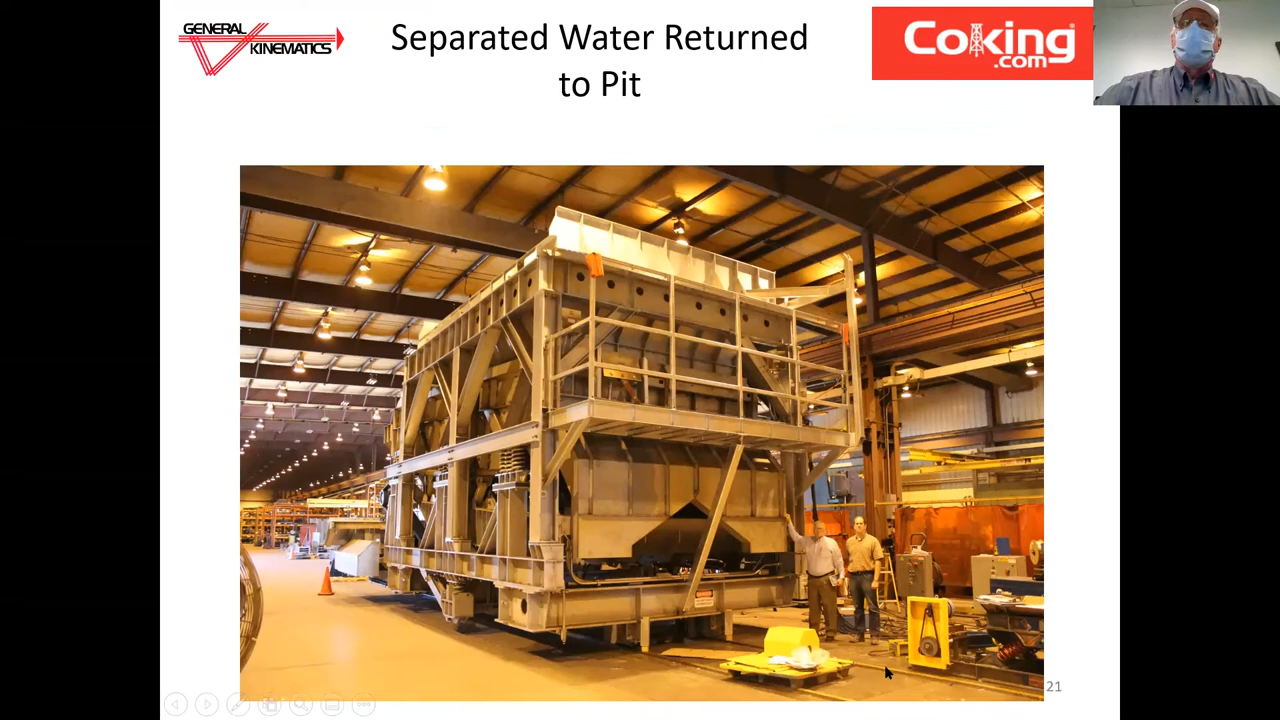 GENERAL
KINEMATICS
Separated Water Returned
to Pit
Coking
.com
21